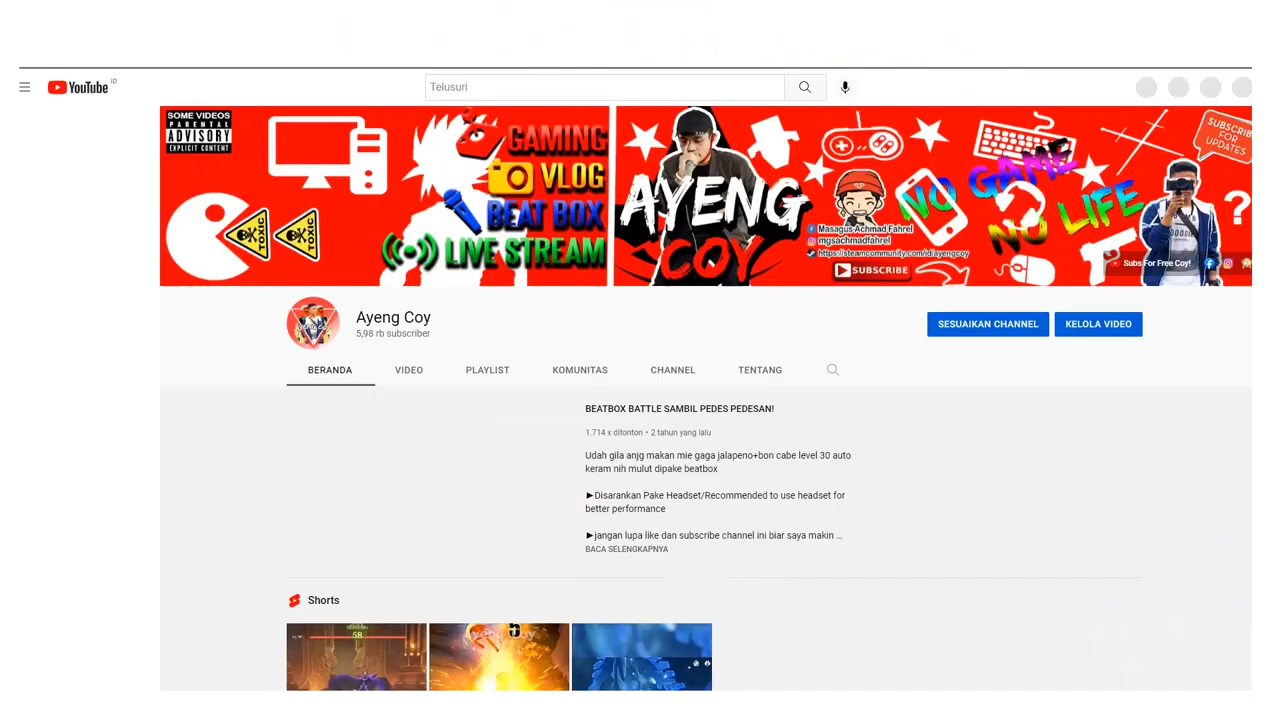 YouTube ID
Telusuri
SOME VIDEOS
PARENTAL
ADVISORY
EXPLICIT CONTENT
TOXIC
TOXIC
GAMING
VLOG
BEAT BOX
LIVE STREAM
AYENG
COY
Masagus Achmad Fahrel
mgsachmadfahrel
https://steamcommunity.com/id/ayengcoy
SUBSCRIBE
NO GAME
NO LIFE
SUBSCRIBE
FOR
UPDATES
?
Subs For Free Coy!
Ayeng Coy
5,98 rb subscriber
SESUAIKAN CHANNEL
KELOLA VIDEO
BERANDA
VIDEO
PLAYLIST
KOMUNITAS
CHANNEL
TENTANG
BEATBOX BATTLE SAMBIL PEDES PEDESAN!
1.714 x ditonton • 2 tahun yang lalu
Udah gila anjg makan mie gaga jalapeno+bon cabe level 30 auto
keram nih mulut dipake beatbox
►Disarankan Pake Headset/Recommended to use headset for
better performance
►jangan lupa like dan subscribe channel ini biar saya makin ...
BACA SELENGKAPNYA
Shorts
58